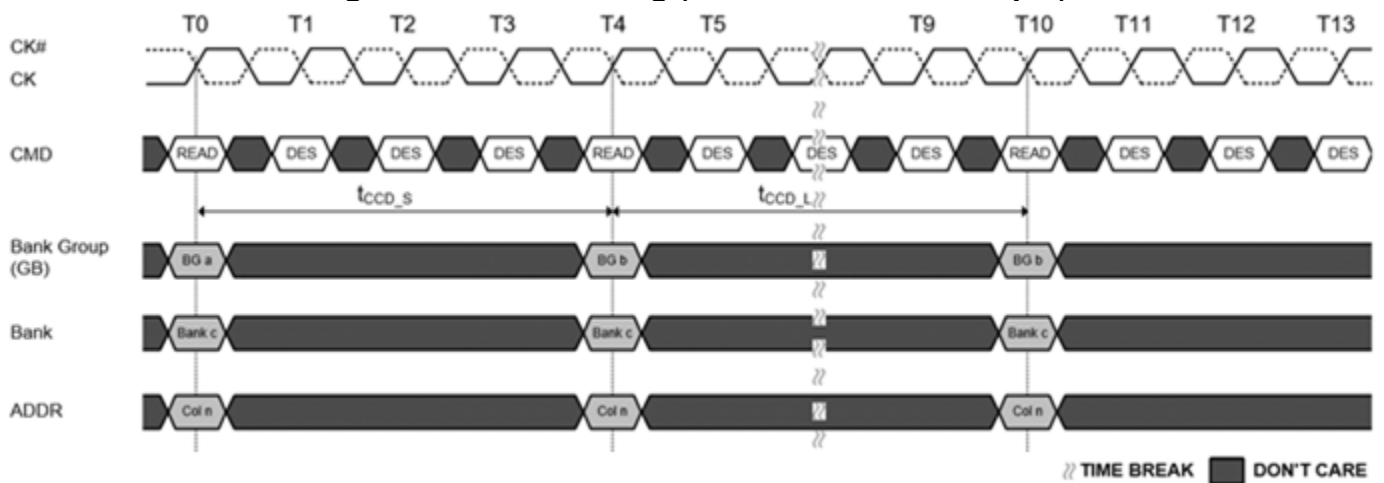 T0 T1 T2 T3 T4 T5 T9 T10 T11 T12 T13
CK#
CK
CMD READ DES DES DES READ DES DES DES READ DES DES DES
tCCD_S tCCD_L
Bank Group
(GB) BG a BG b BG b
Bank Bank c Bank c Bank c
ADDR Col n Col n Col n
TIME BREAK DON'T CARE